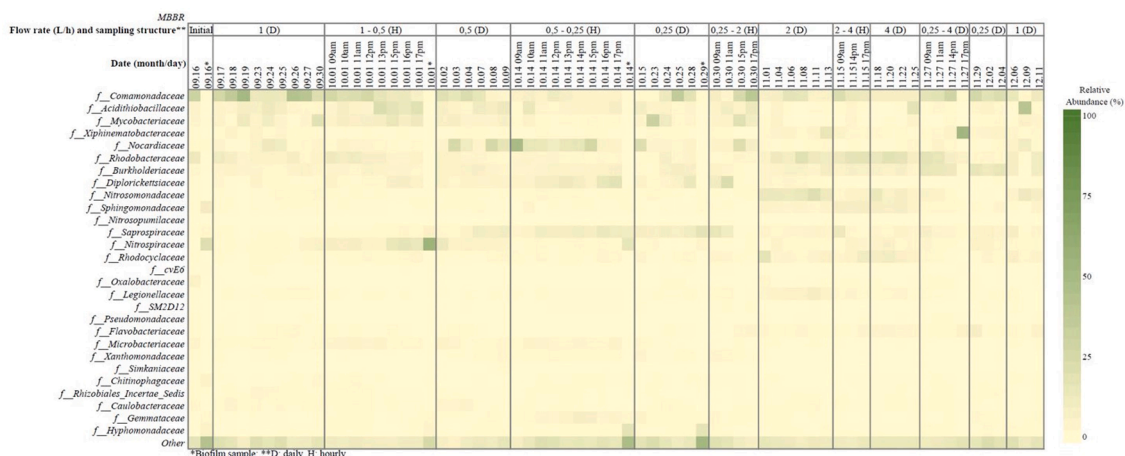 MBBR
Flow rate (L/h) and sampling structure** Initial 1 (D) 1 - 0,5 (H) 0,5 (D) 0,5 - 0,25 (H) 0,25 (D) 0,25 - 2 (H) 2 (D) 2 - 4 (H) 4 (D) 0,25 - 4 (D) 0,25 (D) 1 (D)
Date (month/day) 09.16 09.16* 09.17 09.18 09.19 09.23 09.24 09.25 09.26 09.27 09.30 10.01 09am 10.01 10am 10.01 11am 10.01 12pm 10.01 13pm 10.01 15pm 10.01 16pm 10.01 17pm 10.01* 10.02 10.03 10.04 10.07 10.08 10.09 10.14 09am 10.14 10am 10.14 11am 10.14 12pm 10.14 13pm 10.14 14pm 10.14 15pm 10.14 16pm 10.14 17pm 10.14* 10.15 10.23 10.24 10.25 10.28 10.29* 10.30 09am 10.30 11am 10.30 15pm 10.30 17pm 11.01 11.04 11.06 11.08 11.11 11.13 11.15 09am 11.15 14pm 11.15 17pm 11.18 11.20 11.22 11.25 11.27 09am 11.27 11am 11.27 14pm 11.27 17pm 11.29 12.02 12.04 12.06 12.09 12.11
f__Comamonadaceae
f__Acidithiobacillaceae
f__Mycobacteriaceae
f__Xiphinematobacteraceae
f__Nocardiaceae
f__Rhodobacteraceae
f__Burkholderiaceae
f__Diplorickettsiaceae
f__Nitrosomonadaceae
f__Sphingomonadaceae
f__Nitrosopumilaceae
f__Saprospiraceae
f__Nitrospiraceae
f__Rhodocyclaceae
f__cvE6
f__Oxalobacteraceae
f__Legionellaceae
f__SM2D12
f__Pseudomonadaceae
f__Flavobacteriaceae
f__Microbacteriaceae
f__Xanthomonadaceae
f__Simkaniaceae
f__Chitinophagaceae
f__Rhizobiales_Incertae_Sedis
f__Caulobacteraceae
f__Gemmataceae
f__Hyphomonadaceae
Other
*Biofilm sample; **D: daily, H: hourly
Relative
Abundance (%)
100
75
50
25
0